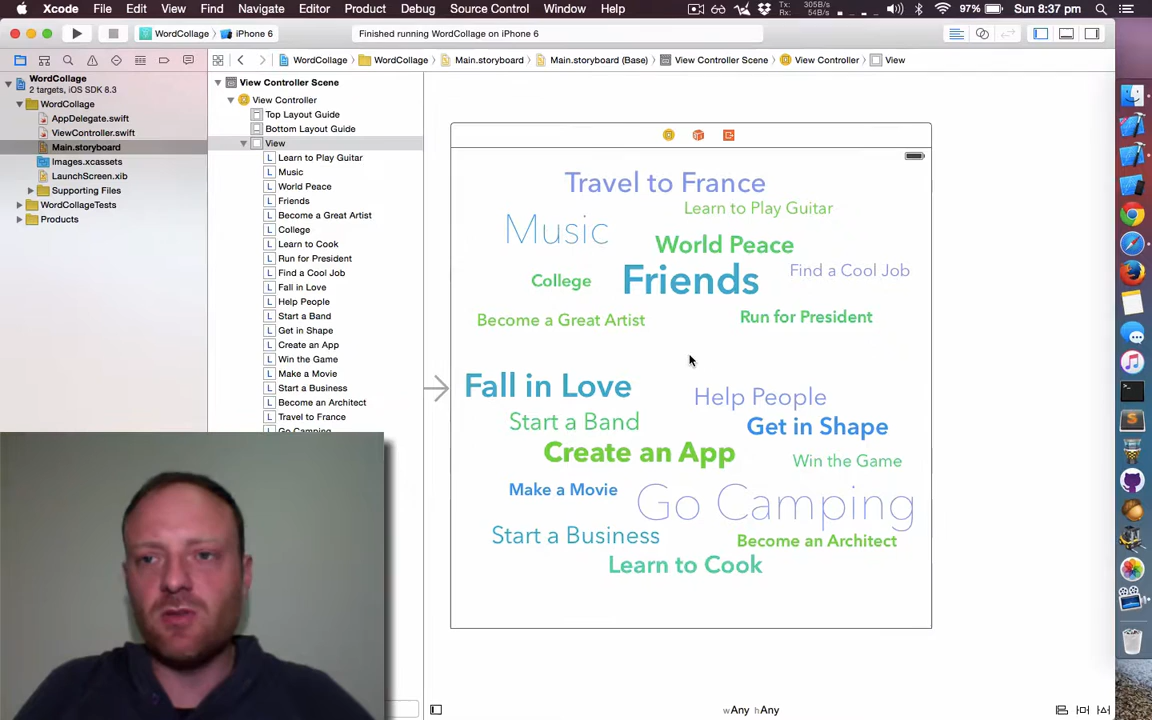 Xcode File Edit View Find Navigate Editor Product Debug Source Control Window Help Tx: 305B/s Rx: 54B/s 97% Sun 8:37 pm
WordCollage iPhone 6 Finished running WordCollage on iPhone 6
WordCollage WordCollage Main.storyboard Main.storyboard (Base) View Controller Scene View Controller View
WordCollage
2 targets, iOS SDK 8.3
WordCollage
AppDelegate.swift
ViewController.swift
Main.storyboard
Images.xcassets
LaunchScreen.xib
Supporting Files
WordCollageTests
Products
View Controller Scene
View Controller
Top Layout Guide
Bottom Layout Guide
View
L Learn to Play Guitar
L Music
L World Peace
L Friends
L Become a Great Artist
L College
L Learn to Cook
L Run for President
L Find a Cool Job
L Fall in Love
L Help People
L Start a Band
L Get in Shape
L Create an App
L Win the Game
L Make a Movie
L Start a Business
L Become an Architect
L Travel to France
L Go Camping
Travel to France
Learn to Play Guitar
Music
World Peace
Find a Cool Job
College
Friends
Become a Great Artist
Run for President
Fall in Love
Help People
Start a Band
Get in Shape
Create an App
Win the Game
Make a Movie
Go Camping
Start a Business
Become an Architect
Learn to Cook
wAny hAny